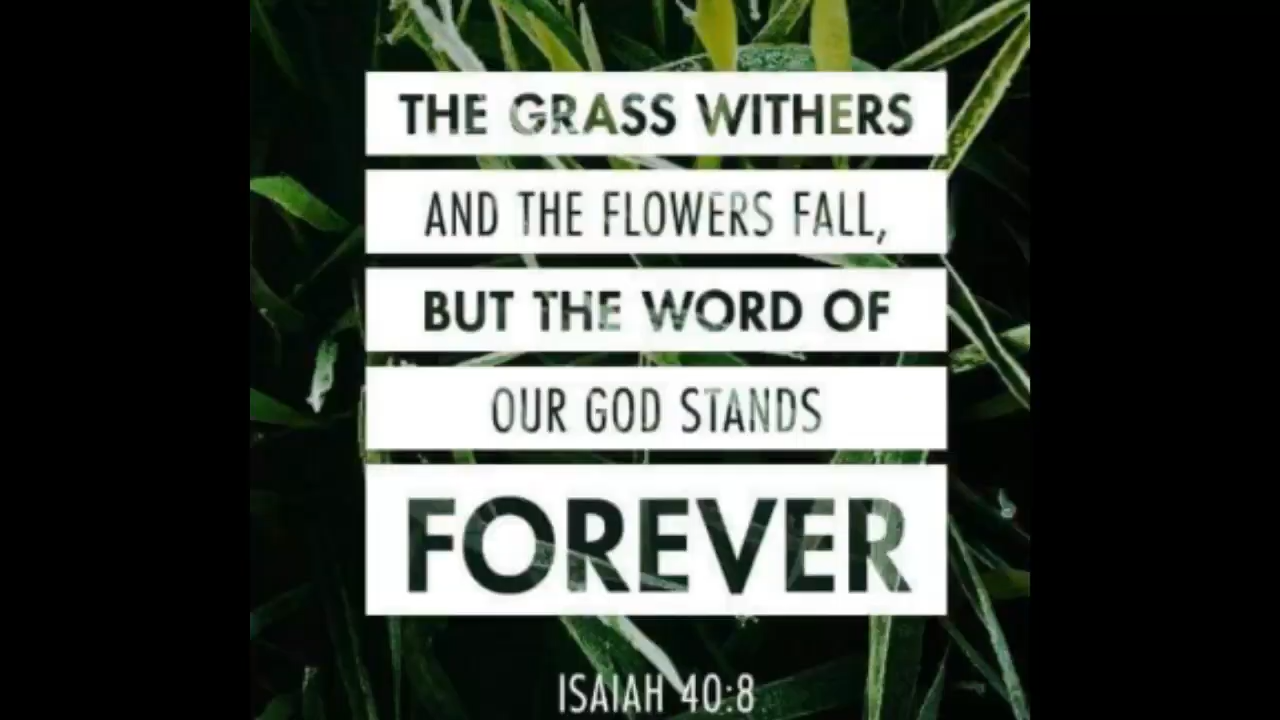 THE GRASS WITHERS
AND THE FLOWERS FALL,
BUT THE WORD OF
OUR GOD STANDS
FOREVER
ISAIAH 40:8